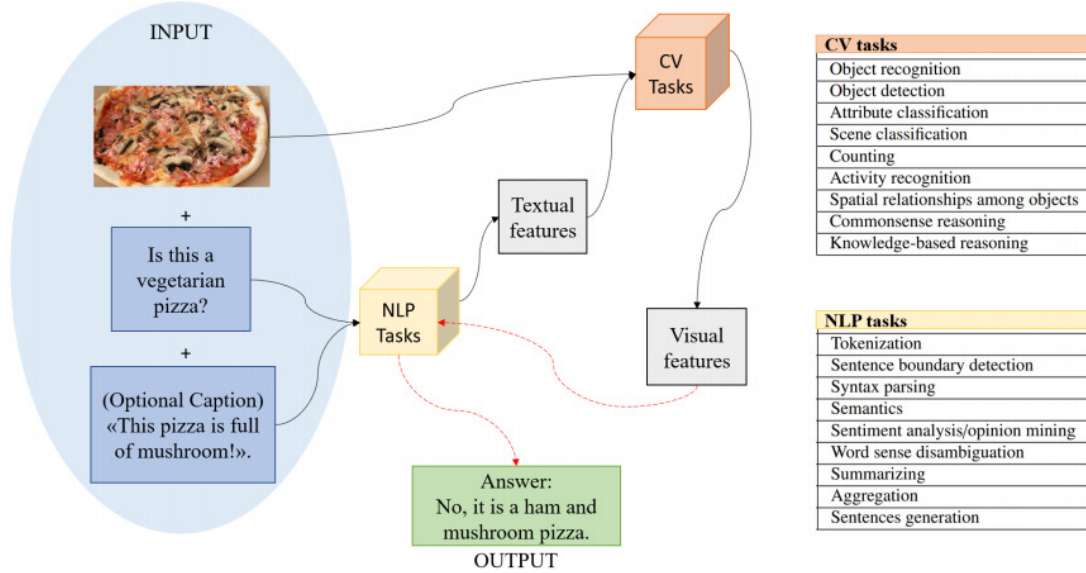 INPUT
+
Is this a
vegetarian
pizza?
+
(Optional Caption)
«This pizza is full
of mushroom!».
NLP
Tasks
Textual
features
CV
Tasks
Visual
features
Answer:
No, it is a ham and
mushroom pizza.
OUTPUT
CV tasks
Object recognition
Object detection
Attribute classification
Scene classification
Counting
Activity recognition
Spatial relationships among objects
Commonsense reasoning
Knowledge-based reasoning
NLP tasks
Tokenization
Sentence boundary detection
Syntax parsing
Semantics
Sentiment analysis/opinion mining
Word sense disambiguation
Summarizing
Aggregation
Sentences generation